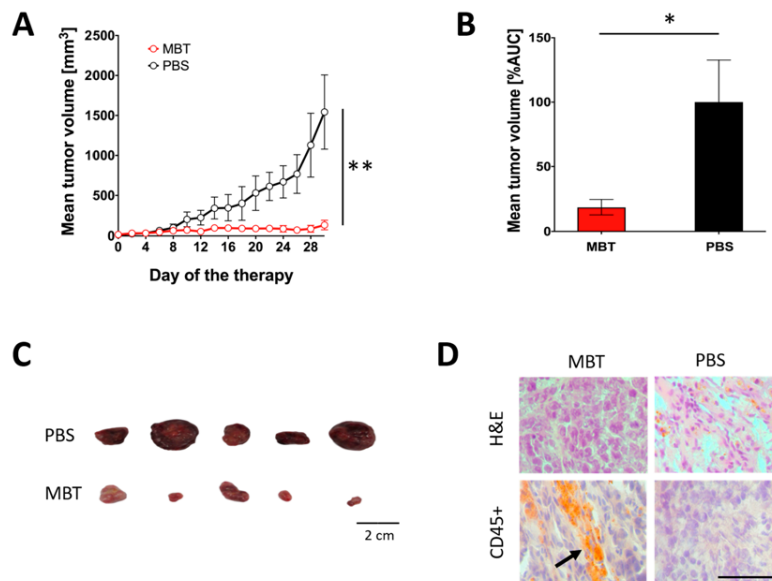 A
Mean tumor volume [mm³]
2500
2000
1500
1000
500
0
MBT
PBS
**
0 4 8 12 16 20 24 28
Day of the therapy
B
Mean tumor volume [%AUC]
150
100
50
0
*
MBT PBS
C
PBS
MBT
2 cm
D
MBT PBS
H&E
CD45+